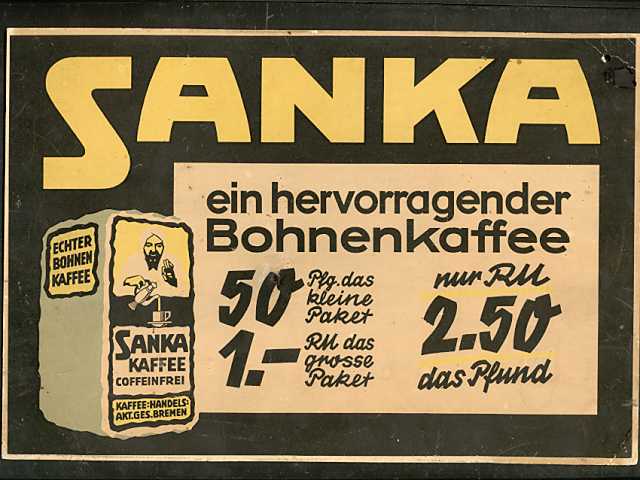 SANKA
ein hervorragender
Bohnenkaffee
50 Pfg. das
kleine
Paket
1.- RM das
grosse
Paket
nur RM
2.50
das Pfund
ECHTER
BOHNEN
KAFFEE
SANKA
KAFFEE
COFFEINFREI
KAFFEE-HANDELS-
AKT.GES.BREMEN